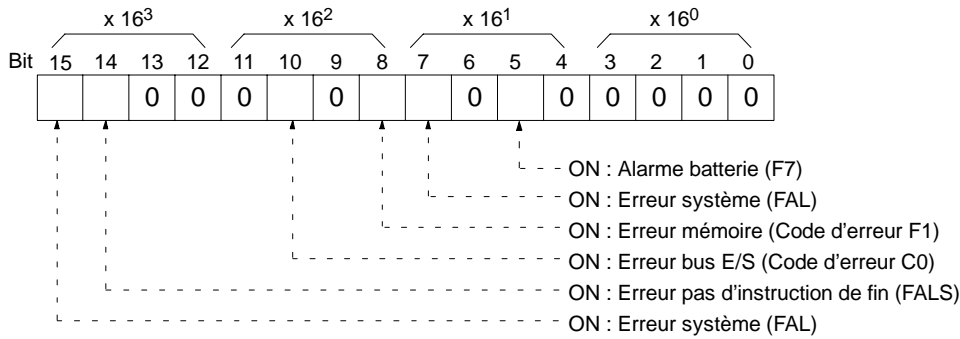 x 16³ x 16² x 16¹ x 16⁰
Bit 15 14 13 12 11 10 9 8 7 6 5 4 3 2 1 0
0 0 0 0 0 0 0 0 0 0
ON : Alarme batterie (F7)
ON : Erreur système (FAL)
ON : Erreur mémoire (Code d'erreur F1)
ON : Erreur bus E/S (Code d'erreur C0)
ON : Erreur pas d'instruction de fin (FALS)
ON : Erreur système (FAL)